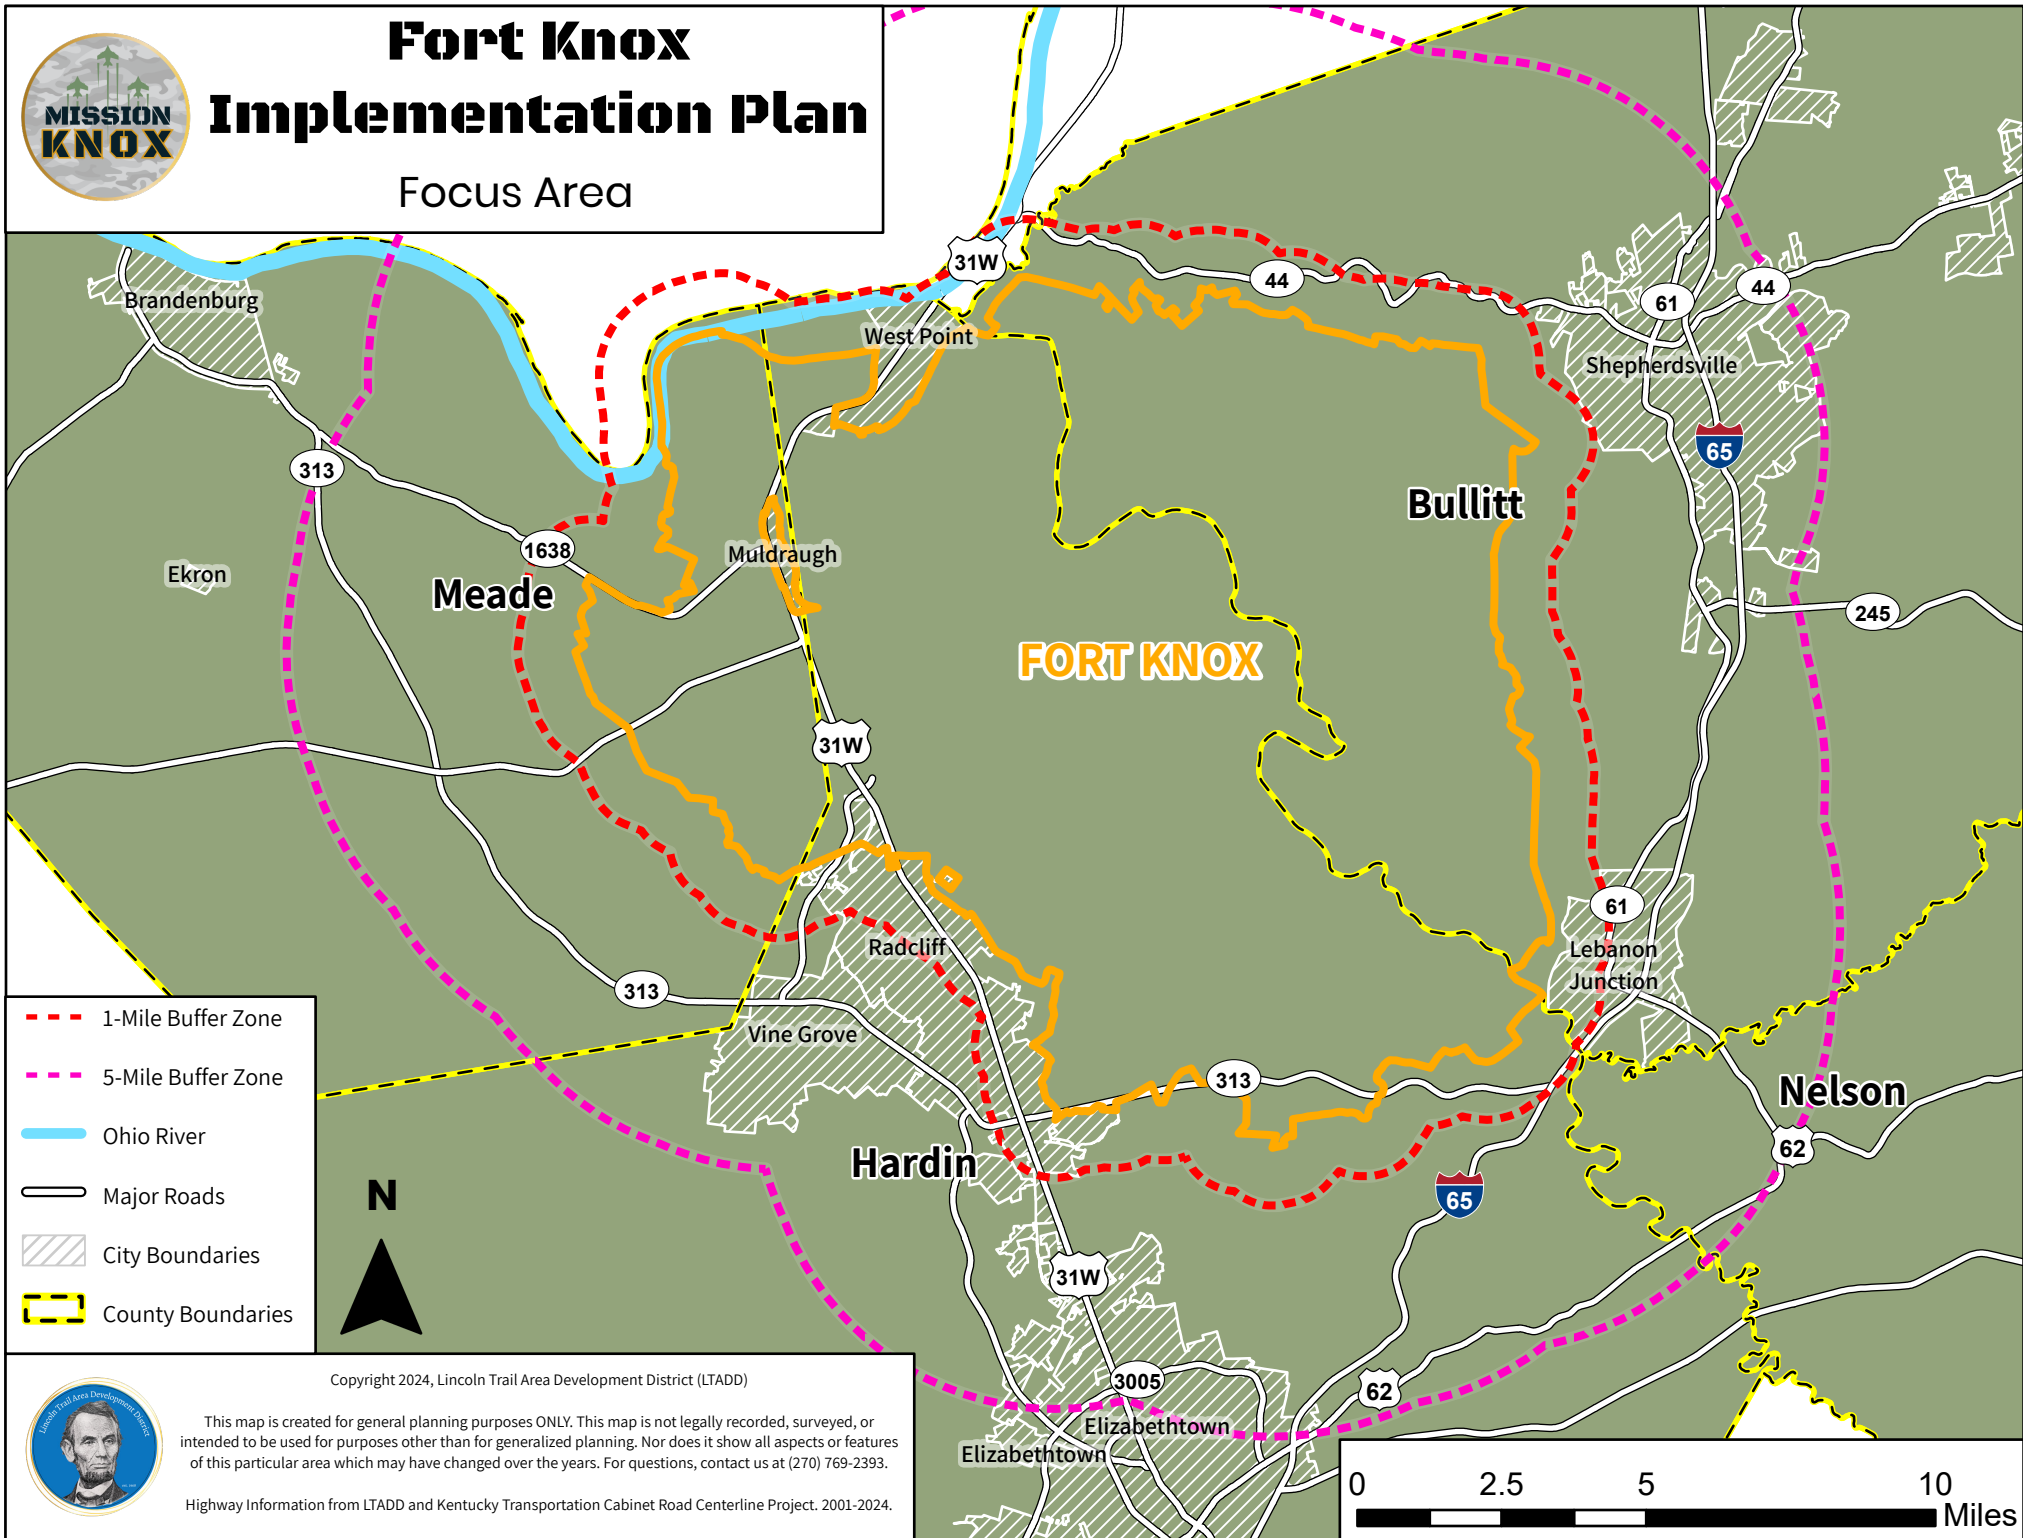 Fort Knox
Implementation Plan
Focus Area
MISSION
KNOX
31W
44
61
44
Brandenburg
West Point
Shepherdsville
65
313
Bullitt
1638
Muldraugh
Ekron
Meade
245
FORT KNOX
31W
61
Radcliff
Lebanon
Junction
313
Vine Grove
313
Nelson
62
Hardin
65
31W
3005
62
Elizabethtown
Elizabethtown
1-Mile Buffer Zone
5-Mile Buffer Zone
Ohio River
Major Roads
City Boundaries
County Boundaries
N
Lincoln Trail Area Development District
Copyright 2024, Lincoln Trail Area Development District (LTADD)
This map is created for general planning purposes ONLY. This map is not legally recorded, surveyed, or
intended to be used for purposes other than for generalized planning. Nor does it show all aspects or features
of this particular area which may have changed over the years. For questions, contact us at (270) 769-2393.
Highway Information from LTADD and Kentucky Transportation Cabinet Road Centerline Project. 2001-2024.
0 2.5 5 10
Miles